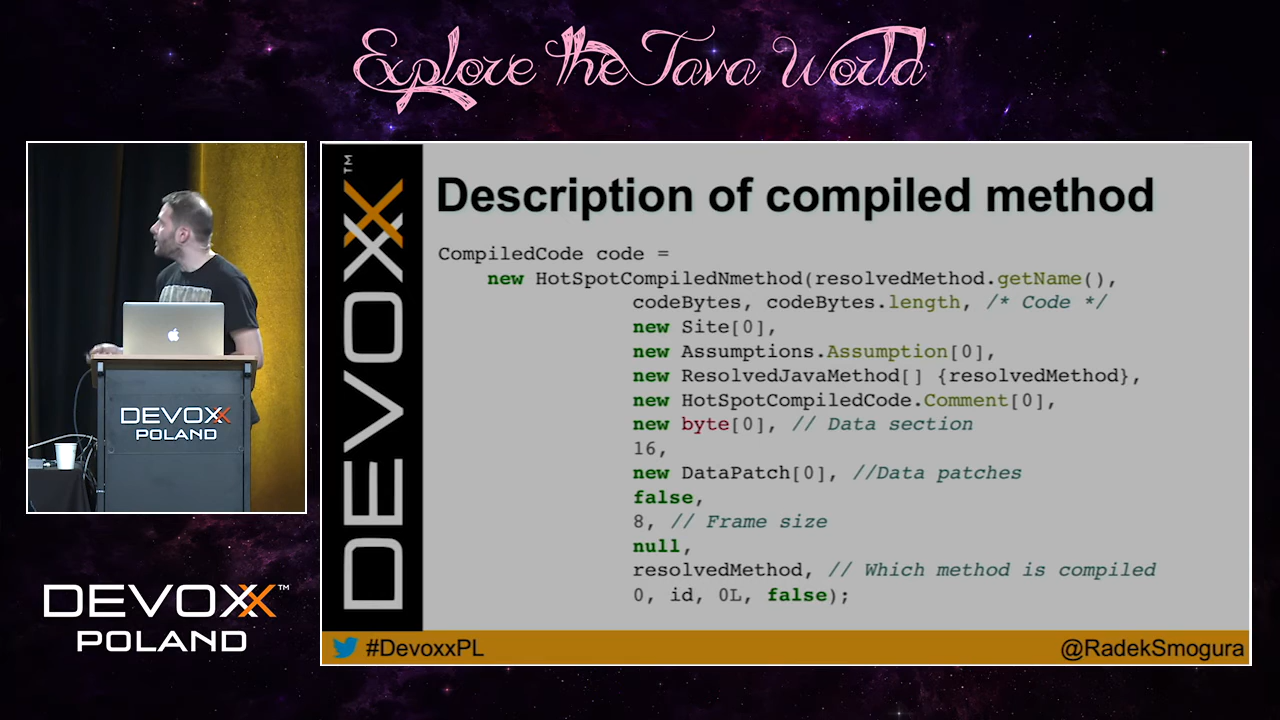 Explore the Java World
DEVOXX™
Description of compiled method
CompiledCode code =
new HotSpotCompiledNmethod(resolvedMethod.getName(),
codeBytes, codeBytes.length, /* Code */
new Site[0],
new Assumptions.Assumption[0],
new ResolvedJavaMethod[] {resolvedMethod},
new HotSpotCompiledCode.Comment[0],
new byte[0], // Data section
16,
new DataPatch[0], //Data patches
false,
8, // Frame size
null,
resolvedMethod, // Which method is compiled
0, id, 0L, false);
#DevoxxPL
@RadekSmogura
DEVOXX
POLAND
DEVOXX™
POLAND